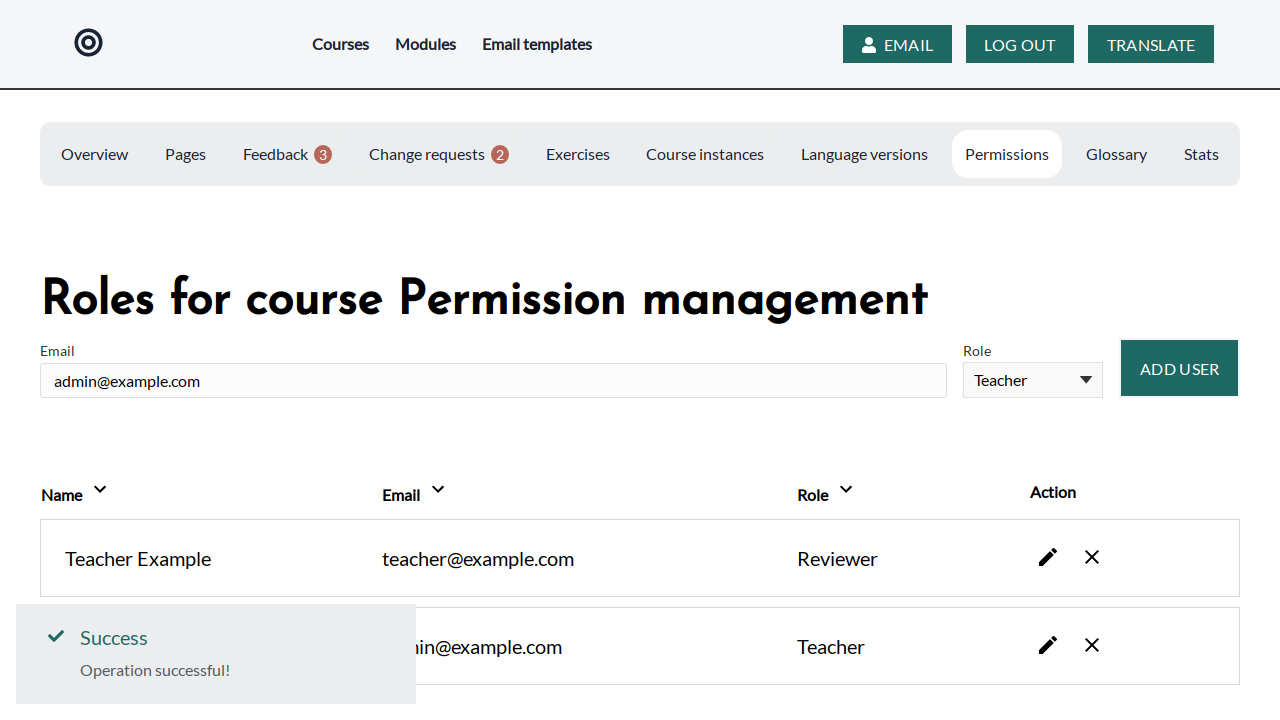 Courses Modules Email templates EMAIL LOG OUT TRANSLATE
Overview Pages Feedback 3 Change requests 2 Exercises Course instances Language versions Permissions Glossary Stats
Roles for course Permission management
Email Role
admin@example.com Teacher ADD USER
Name Email Role Action
Teacher Example teacher@example.com Reviewer
min@example.com Teacher
Success
Operation successful!